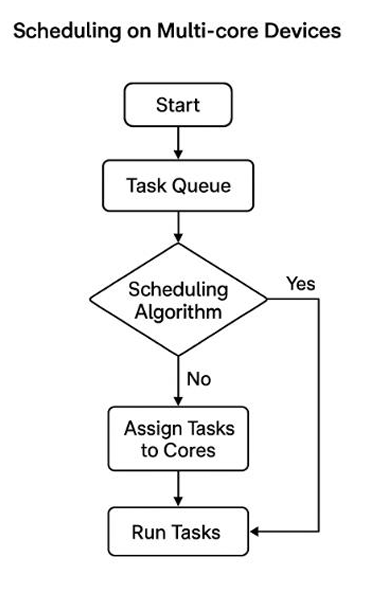 Scheduling on Multi-core Devices
Start
Task Queue
Scheduling
Algorithm
Yes
No
Assign Tasks
to Cores
Run Tasks